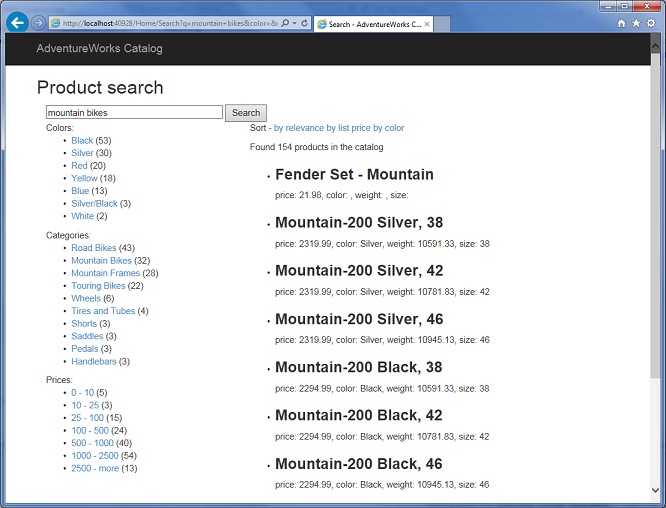 http://localhost:40928/Home/Search?q=mountain+bikes&color=&
Search - AdventureWorks C...
AdventureWorks Catalog
Product search
mountain bikes
Search
Colors:
Black (53)
Silver (30)
Red (20)
Yellow (18)
Blue (13)
Silver/Black (3)
White (2)
Categories:
Road Bikes (43)
Mountain Bikes (32)
Mountain Frames (28)
Touring Bikes (22)
Wheels (6)
Tires and Tubes (4)
Shorts (3)
Saddles (3)
Pedals (3)
Handlebars (3)
Prices:
0 - 10 (5)
10 - 25 (3)
25 - 100 (15)
100 - 500 (24)
500 - 1000 (40)
1000 - 2500 (54)
2500 - more (13)
Sort - by relevance by list price by color
Found 154 products in the catalog
Fender Set - Mountain
price: 21.98, color: , weight: , size:
Mountain-200 Silver, 38
price: 2319.99, color: Silver, weight: 10591.33, size: 38
Mountain-200 Silver, 42
price: 2319.99, color: Silver, weight: 10781.83, size: 42
Mountain-200 Silver, 46
price: 2319.99, color: Silver, weight: 10945.13, size: 46
Mountain-200 Black, 38
price: 2294.99, color: Black, weight: 10591.33, size: 38
Mountain-200 Black, 42
price: 2294.99, color: Black, weight: 10781.83, size: 42
Mountain-200 Black, 46
price: 2294.99, color: Black, weight: 10945.13, size: 46